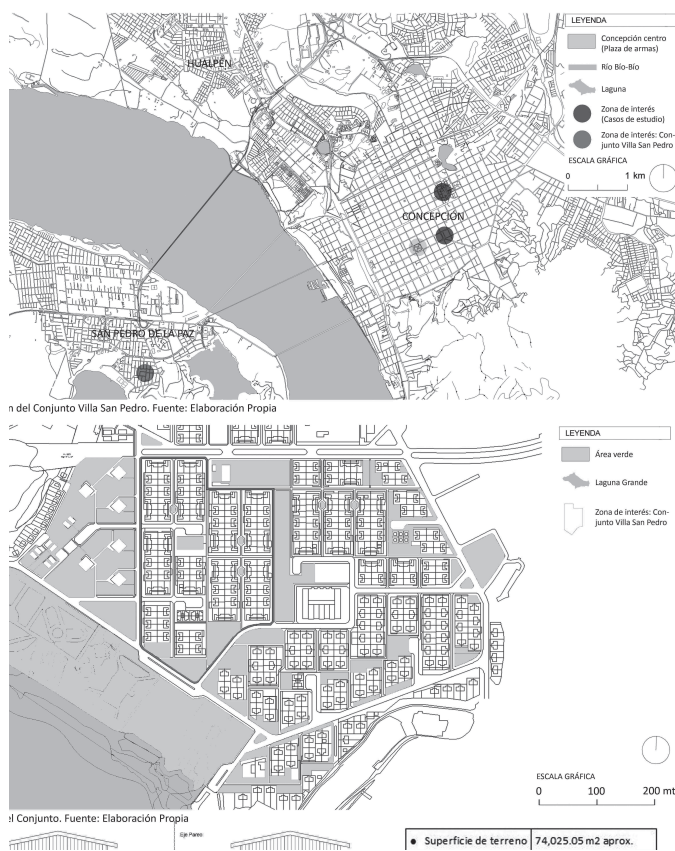 LEYENDA
Concepción centro
(Plaza de armas)
Río Bío-Bío
Laguna
Zona de interés
(Casos de estudio)
Zona de interés: Con-
junto Villa San Pedro
ESCALA GRÁFICA
0 1 km
HUALPÉN
CONCEPCIÓN
SAN PEDRO DE LA PAZ
n del Conjunto Villa San Pedro. Fuente: Elaboración Propia
LEYENDA
Área verde
Laguna Grande
Zona de interés: Con-
junto Villa San Pedro
ESCALA GRÁFICA
0 100 200 mt
el Conjunto. Fuente: Elaboración Propia
Eje Pareo
• Superficie de terreno 74,025.05 m2 aprox.